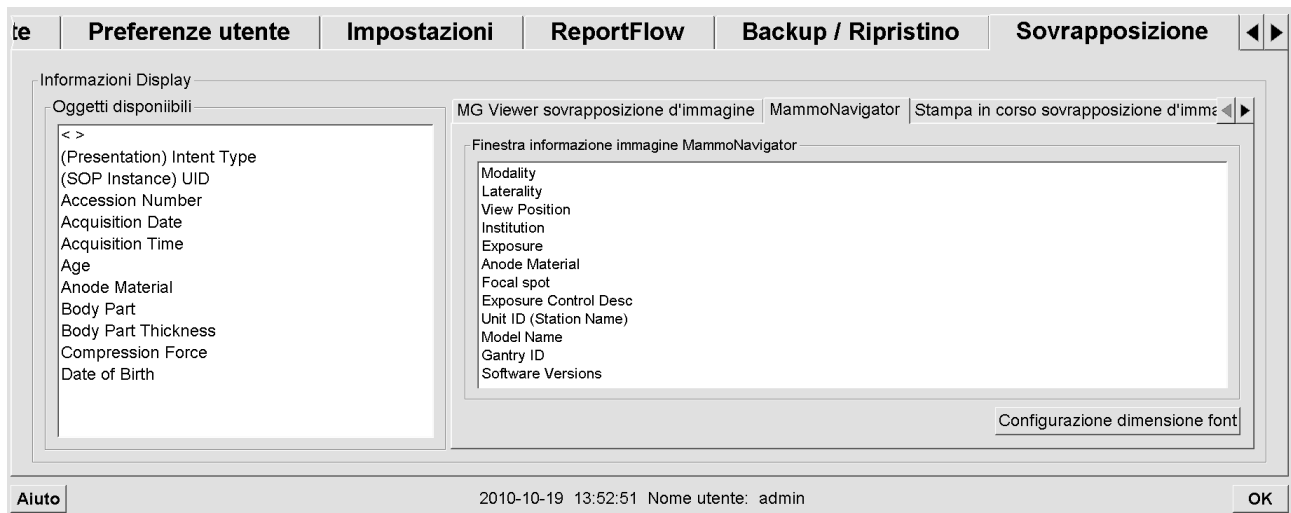 te Preferenze utente Impostazioni ReportFlow Backup / Ripristino Sovrapposizione
Informazioni Display
Oggetti disponiibili
< >
(Presentation) Intent Type
(SOP Instance) UID
Accession Number
Acquisition Date
Acquisition Time
Age
Anode Material
Body Part
Body Part Thickness
Compression Force
Date of Birth
MG Viewer sovrapposizione d'immagine MammoNavigator Stampa in corso sovrapposizione d'imma
Finestra informazione immagine MammoNavigator
Modality
Laterality
View Position
Institution
Exposure
Anode Material
Focal spot
Exposure Control Desc
Unit ID (Station Name)
Model Name
Gantry ID
Software Versions
Configurazione dimensione font
Aiuto 2010-10-19 13:52:51 Nome utente: admin OK